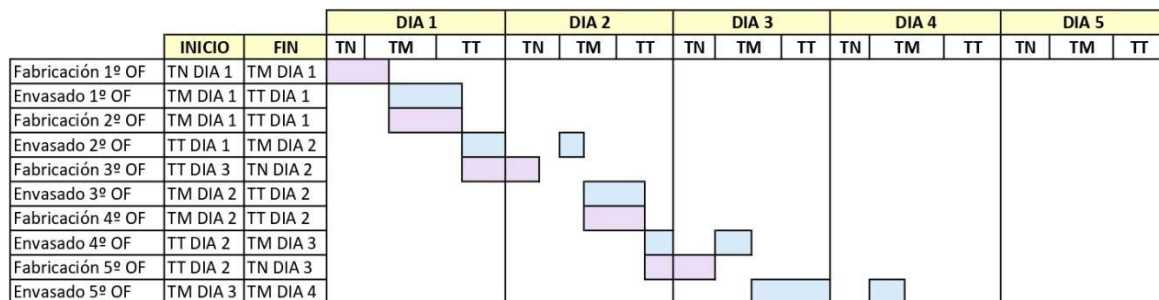 DIA 1 DIA 2 DIA 3 DIA 4 DIA 5
INICIO FIN TN TM TT TN TM TT TN TM TT TN TM TT TN TM TT
Fabricación 1º OF TN DIA 1 TM DIA 1
Envasado 1º OF TM DIA 1 TT DIA 1
Fabricación 2º OF TM DIA 1 TT DIA 1
Envasado 2º OF TT DIA 1 TM DIA 2
Fabricación 3º OF TT DIA 3 TN DIA 2
Envasado 3º OF TM DIA 2 TT DIA 2
Fabricación 4º OF TM DIA 2 TT DIA 2
Envasado 4º OF TT DIA 2 TM DIA 3
Fabricación 5º OF TT DIA 2 TN DIA 3
Envasado 5º OF TM DIA 3 TM DIA 4